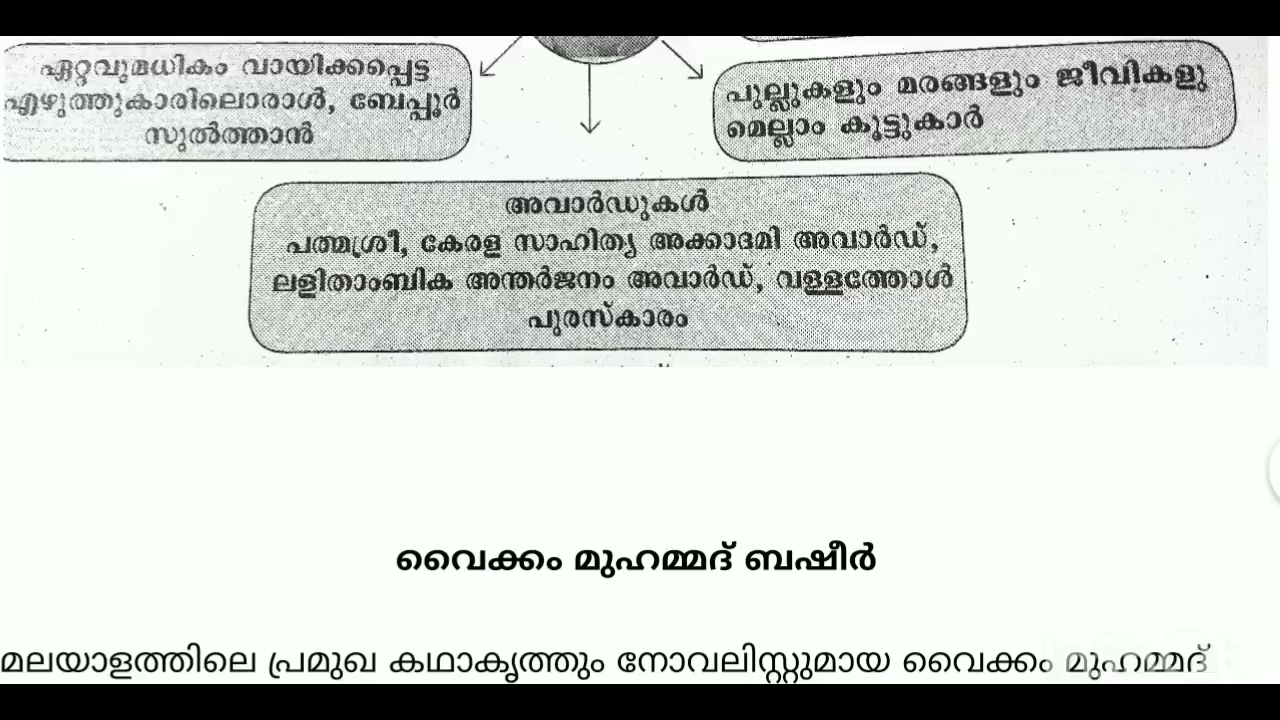 ഏറ്റവുമധികം വായിക്കപ്പെട്ട
എഴുത്തുകാരിലൊരാൾ, ബേപ്പൂർ
സുൽത്താൻ
പുല്ലുകളും മരങ്ങളും ജീവികളു
മെല്ലാം കൂട്ടുകാർ
അവാർഡുകൾ
പത്മശ്രീ, കേരള സാഹിത്യ അക്കാദമി അവാർഡ്,
ലളിതാംബിക അന്തർജനം അവാർഡ്, വള്ളത്തോൾ
പുരസ്കാരം
വൈക്കം മുഹമ്മദ് ബഷീർ
മലയാളത്തിലെ പ്രമുഖ കഥാകൃത്തും നോവലിസ്റ്റുമായ വൈക്കം മുഹമ്മദ്